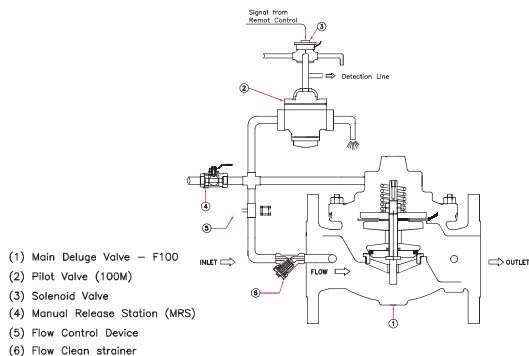 Signal from
Remot Control
(3)
Detection Line
(2)
(4)
(5)
INLET
FLOW
OUTLET
(6)
(1)
(1) Main Deluge Valve – F100
(2) Pilot Valve (100M)
(3) Solenoid Valve
(4) Manual Release Station (MRS)
(5) Flow Control Device
(6) Flow Clean strainer